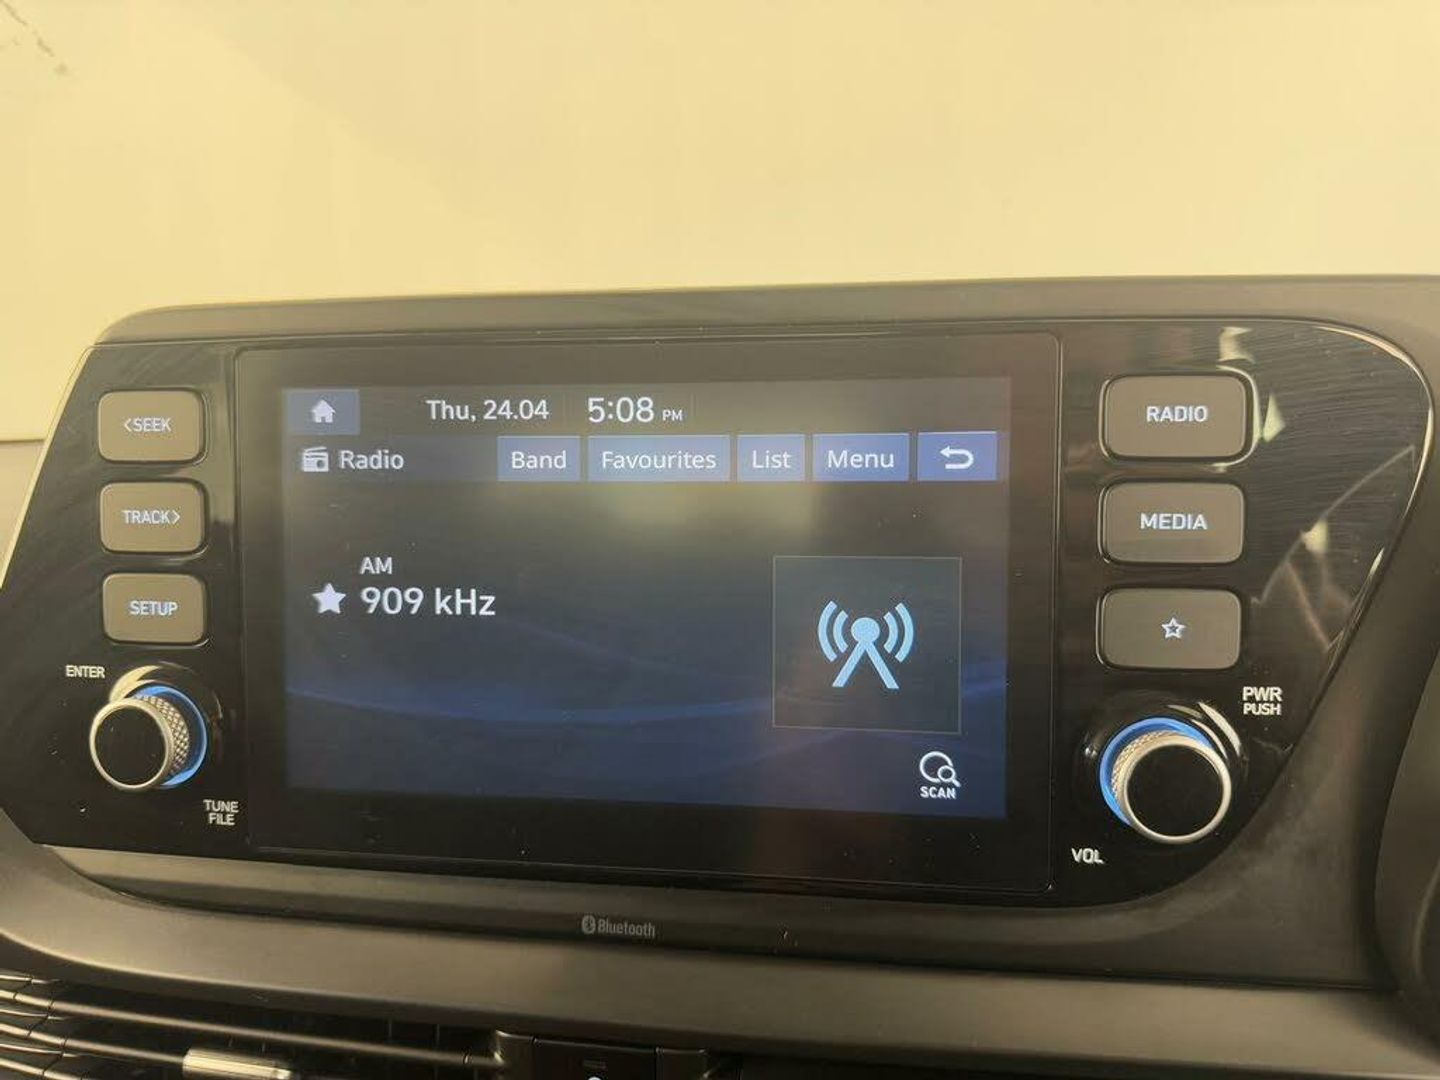 <SEEK
TRACK>
SETUP
ENTER
TUNE
FILE
Thu, 24.04 5:08 PM
Radio Band Favourites List Menu
AM
909 kHz
SCAN
RADIO
MEDIA
PWR
PUSH
VOL
Bluetooth